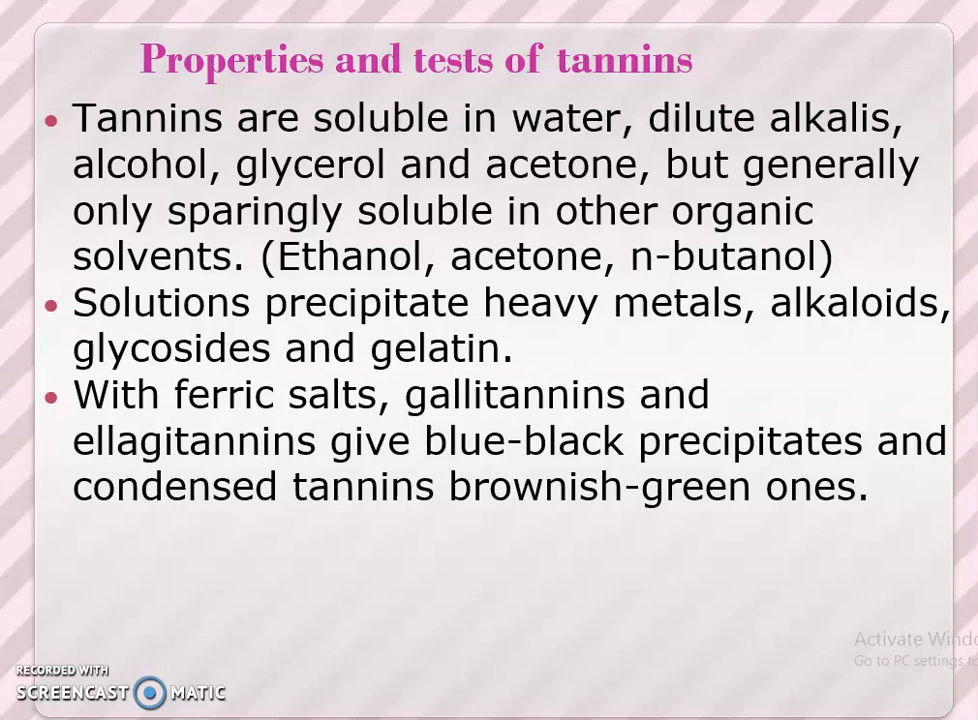 Properties and tests of tannins
• Tannins are soluble in water, dilute alkalis,
alcohol, glycerol and acetone, but generally
only sparingly soluble in other organic
solvents. (Ethanol, acetone, n-butanol)
• Solutions precipitate heavy metals, alkaloids,
glycosides and gelatin.
• With ferric salts, gallitannins and
ellagitannins give blue-black precipitates and
condensed tannins brownish-green ones.
Activate Windo
Go to PC settings to
RECORDED WITH
SCREENCAST MATIC